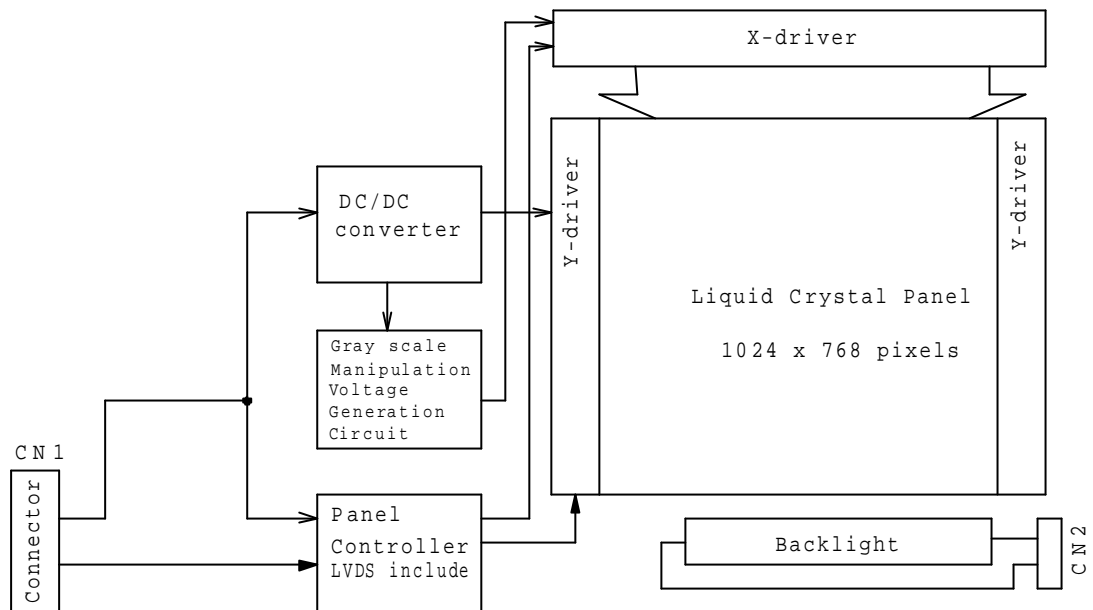 X-driver
Y-driver
Y-driver
DC/DC
converter
Liquid Crystal Panel
1024 x 768 pixels
Gray scale
Manipulation
Voltage
Generation
Circuit
CN1
Connector
Panel
Controller
LVDS include
Backlight
CN2